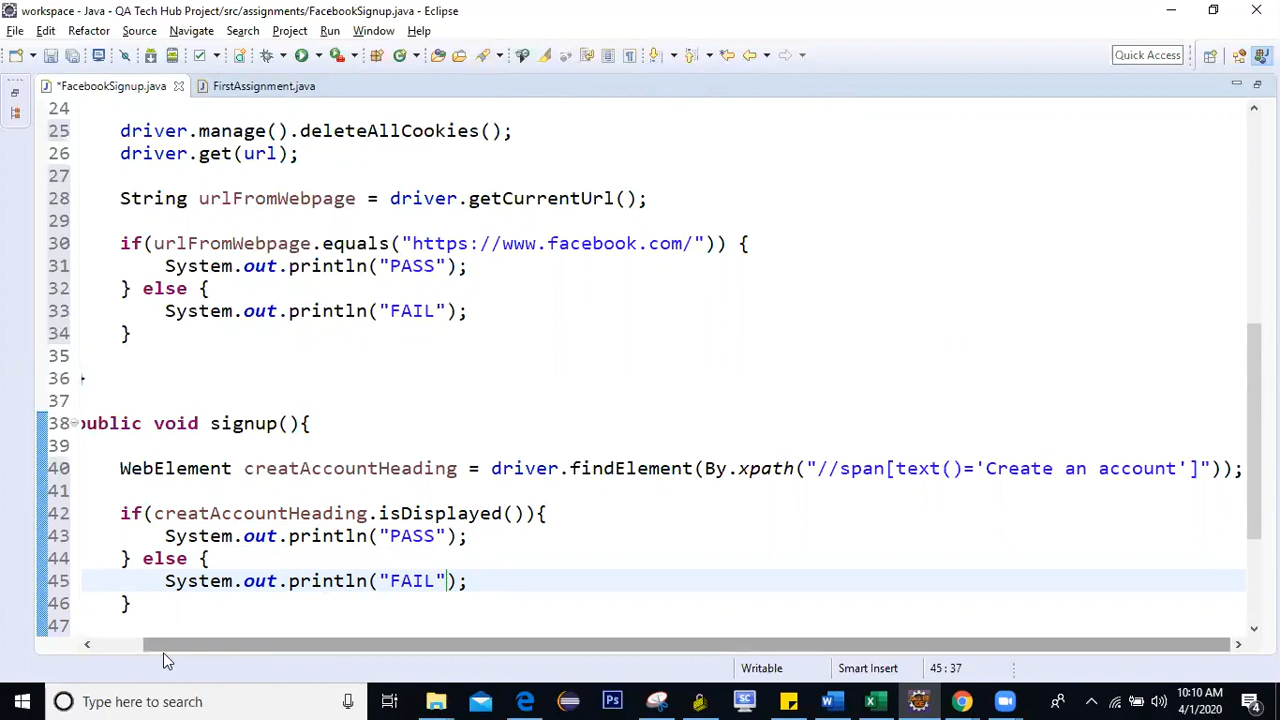 workspace - Java - QA Tech Hub Project/src/assignments/FacebookSignup.java - Eclipse
File Edit Refactor Source Navigate Search Project Run Window Help
Quick Access
*FacebookSignup.java FirstAssignment.java
24
25 driver.manage().deleteAllCookies();
26 driver.get(url);
27
28 String urlFromWebpage = driver.getCurrentUrl();
29
30 if(urlFromWebpage.equals("https://www.facebook.com/")) {
31 System.out.println("PASS");
32 } else {
33 System.out.println("FAIL");
34 }
35
36 }
37
38 public void signup(){
39
40 WebElement creatAccountHeading = driver.findElement(By.xpath("//span[text()='Create an account']"));
41
42 if(creatAccountHeading.isDisplayed()){
43 System.out.println("PASS");
44 } else {
45 System.out.println("FAIL");
46 }
47
Writable Smart Insert 45 : 37
Type here to search
10:10 AM
4/1/2020